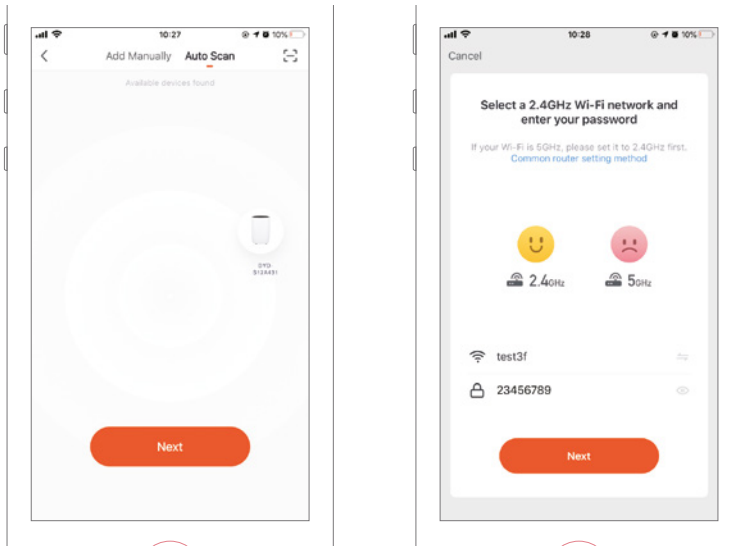 10:27
10%
Add Manually Auto Scan
Available devices found
Next
10:28
10%
Cancel
Select a 2.4GHz Wi-Fi network and
enter your password
If your Wi-Fi is 5GHz, please set it to 2.4GHz first.
Common router setting method
2.4GHz
5GHz
test3f
23456789
Next